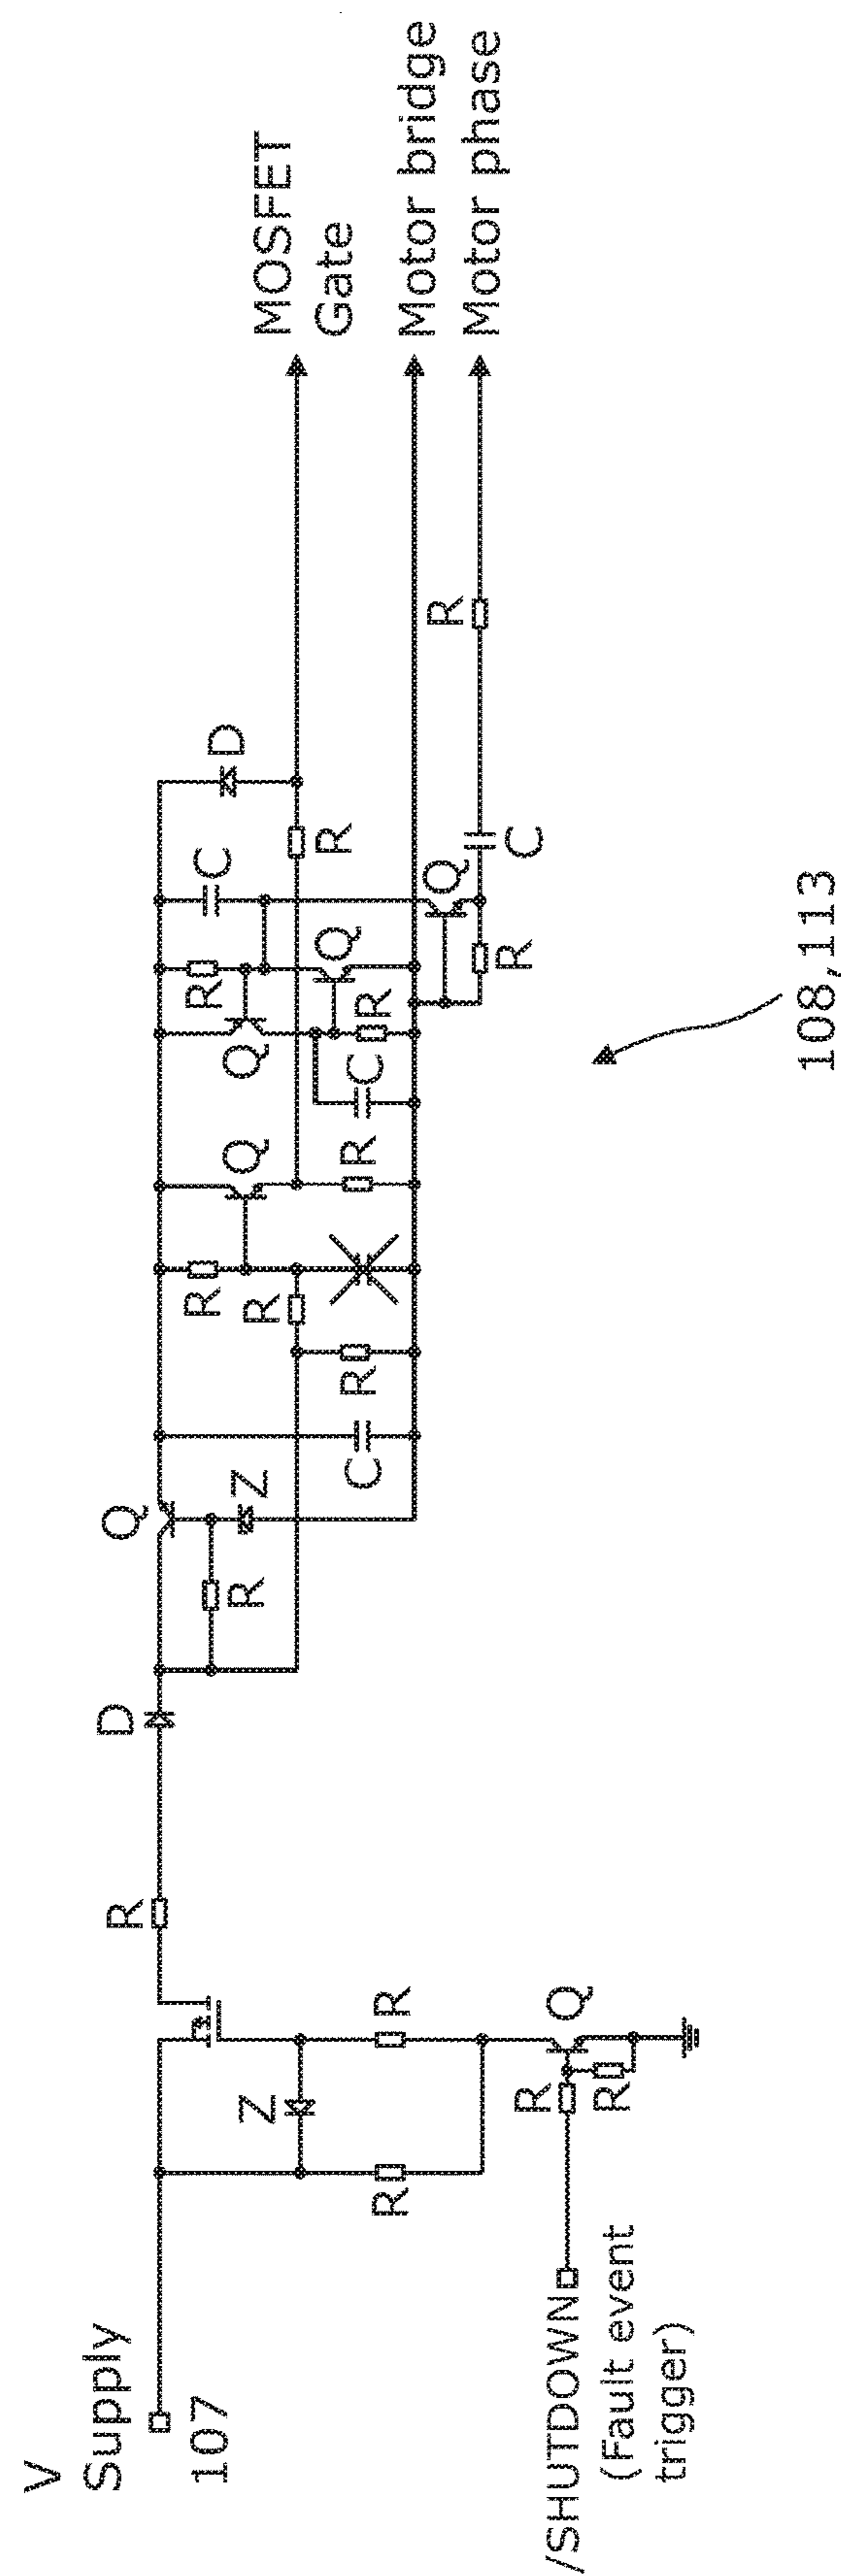 V
Supply
107
/SHUTDOWN
(Fault event
trigger)
Z
R
R
R
R
Q
R
D
R
Q
Z
C
R
R
R
Q
R
C
Q
R
R
Q
C
R
D
Q
R
C
R
MOSFET
Gate
Motor bridge
Motor phase
108,113